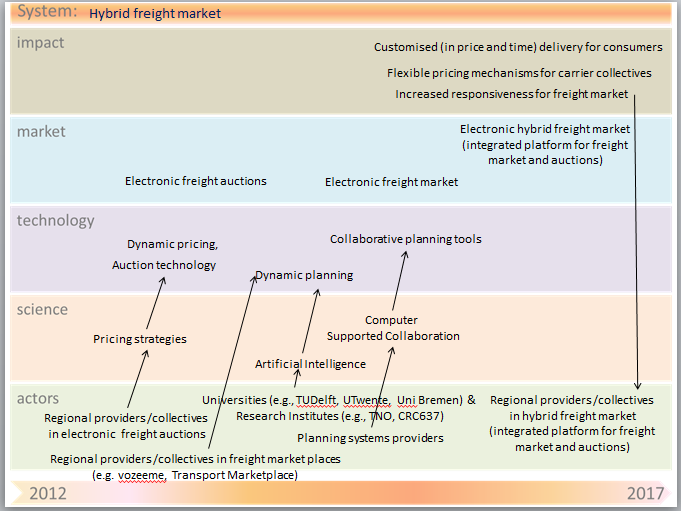 System: Hybrid freight market
impact
Customised (in price and time) delivery for consumers
Flexible pricing mechanisms for carrier collectives
Increased responsiveness for freight market
market
Electronic hybrid freight market
(integrated platform for freight
market and auctions)
Electronic freight auctions
Electronic freight market
technology
Dynamic pricing,
Auction technology
Collaborative planning tools
Dynamic planning
science
Pricing strategies
Computer
Supported Collaboration
Artificial Intelligence
actors
Universities (e.g., TUDelft, UTwente, Uni Bremen) &
Research Institutes (e.g., TNO, CRC637)
Regional providers/collectives
in electronic freight auctions
Planning systems providers
Regional providers/collectives in freight market places
(e.g. vozeeme, Transport Marketplace)
Regional providers/collectives
in hybrid freight market
(integrated platform for freight
market and auctions)
2012
2017